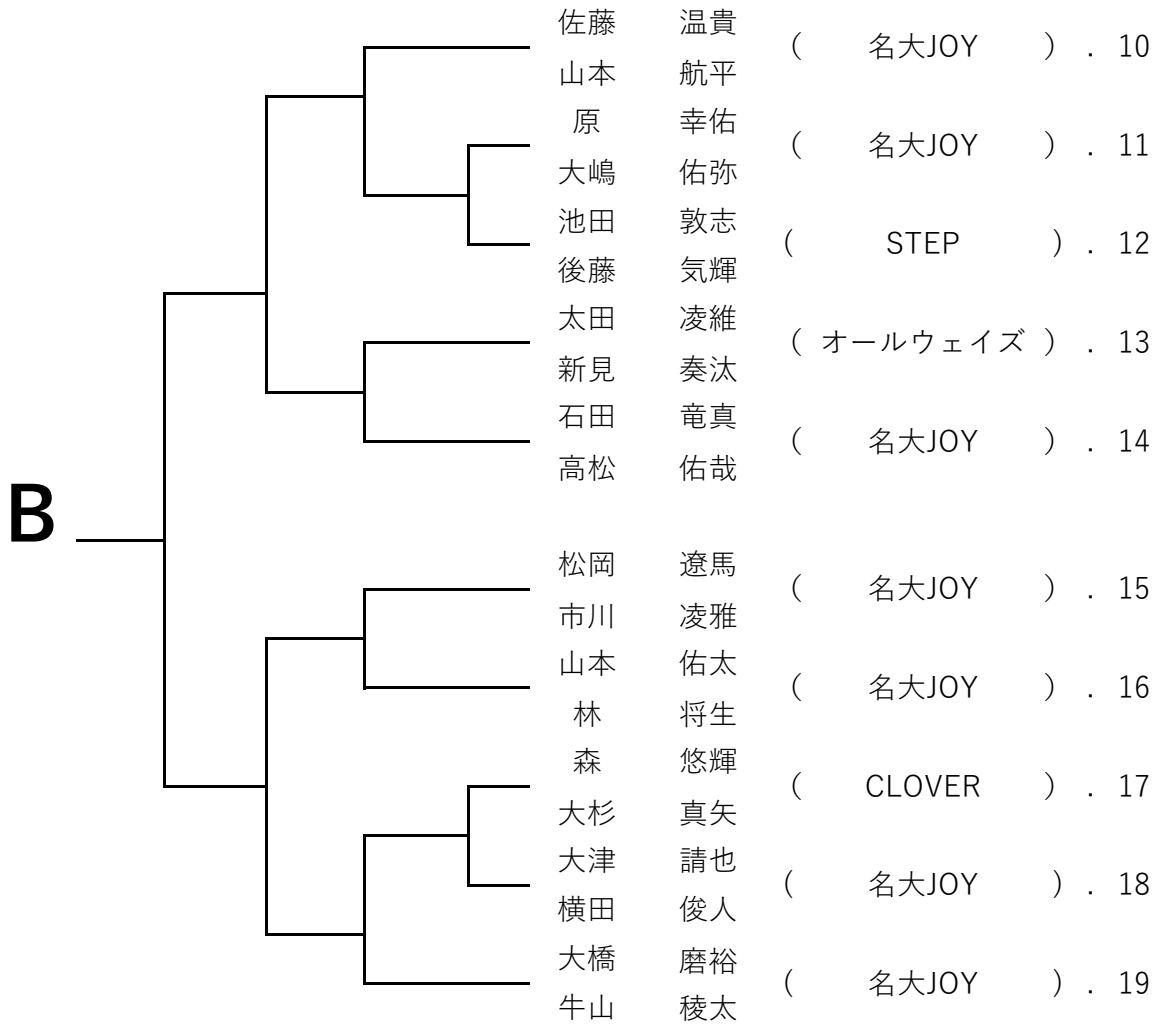 B
佐藤 温貴
山本 航平
( 名大JOY ) . 10
原 幸佑
大嶋 佑弥
( 名大JOY ) . 11
池田 敦志
後藤 気輝
( STEP ) . 12
太田 凌維
新見 奏汰
( オールウェイズ ) . 13
石田 竜真
高松 佑哉
( 名大JOY ) . 14
松岡 遼馬
市川 凌雅
( 名大JOY ) . 15
山本 佑太
林 将生
( 名大JOY ) . 16
森 悠輝
大杉 真矢
( CLOVER ) . 17
大津 請也
横田 俊人
( 名大JOY ) . 18
大橋 磨裕
牛山 稜太
( 名大JOY ) . 19